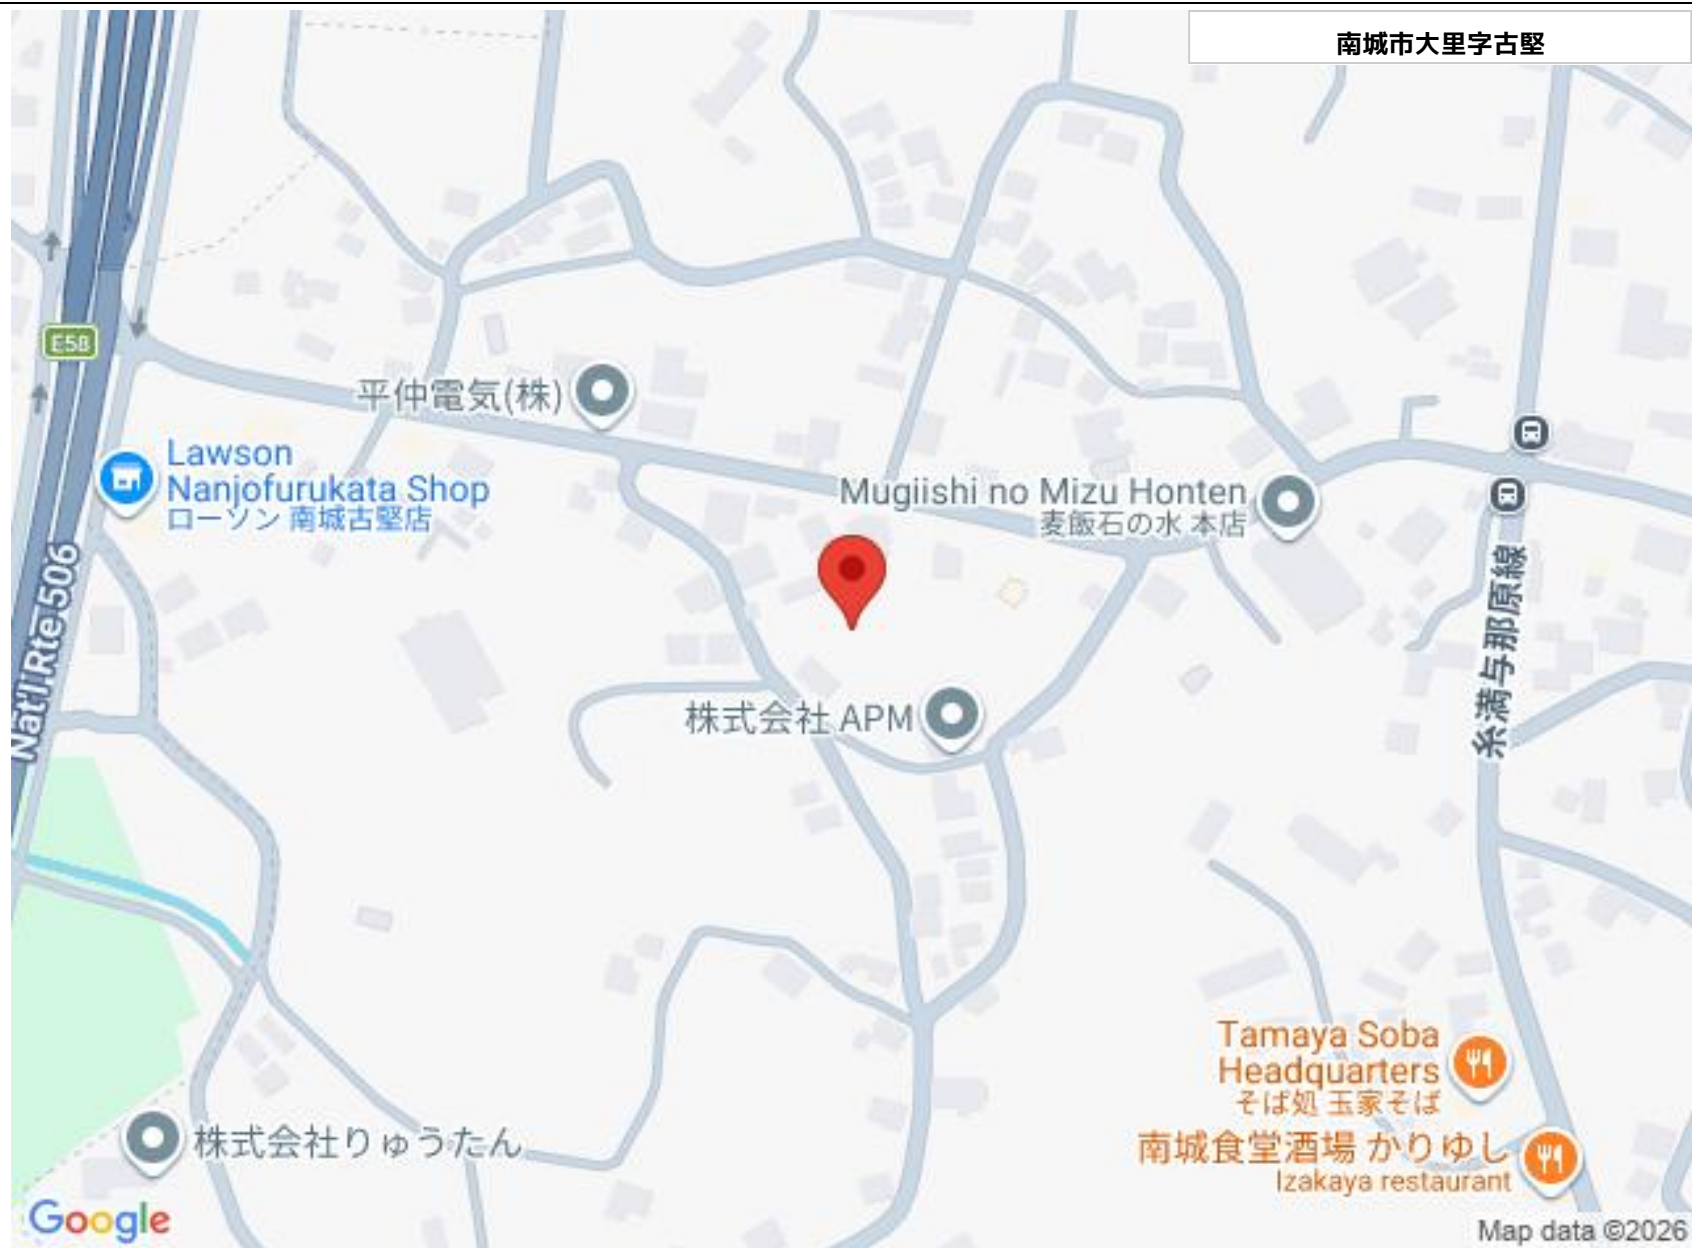 南城市大里字古堅
E58
平仲電気(株)
Lawson
Nanjofurukata Shop
ローソン 南城古堅店
Mugiishi no Mizu Honten
麦飯石の水 本店
Nat'l Rte 506
糸満与那原線
株式会社 APM
Tamaya Soba
Headquarters
そば処 玉家そば
株式会社りゅうたん
南城食堂酒場 かりゆし
Izakaya restaurant
Google
Map data ©2026